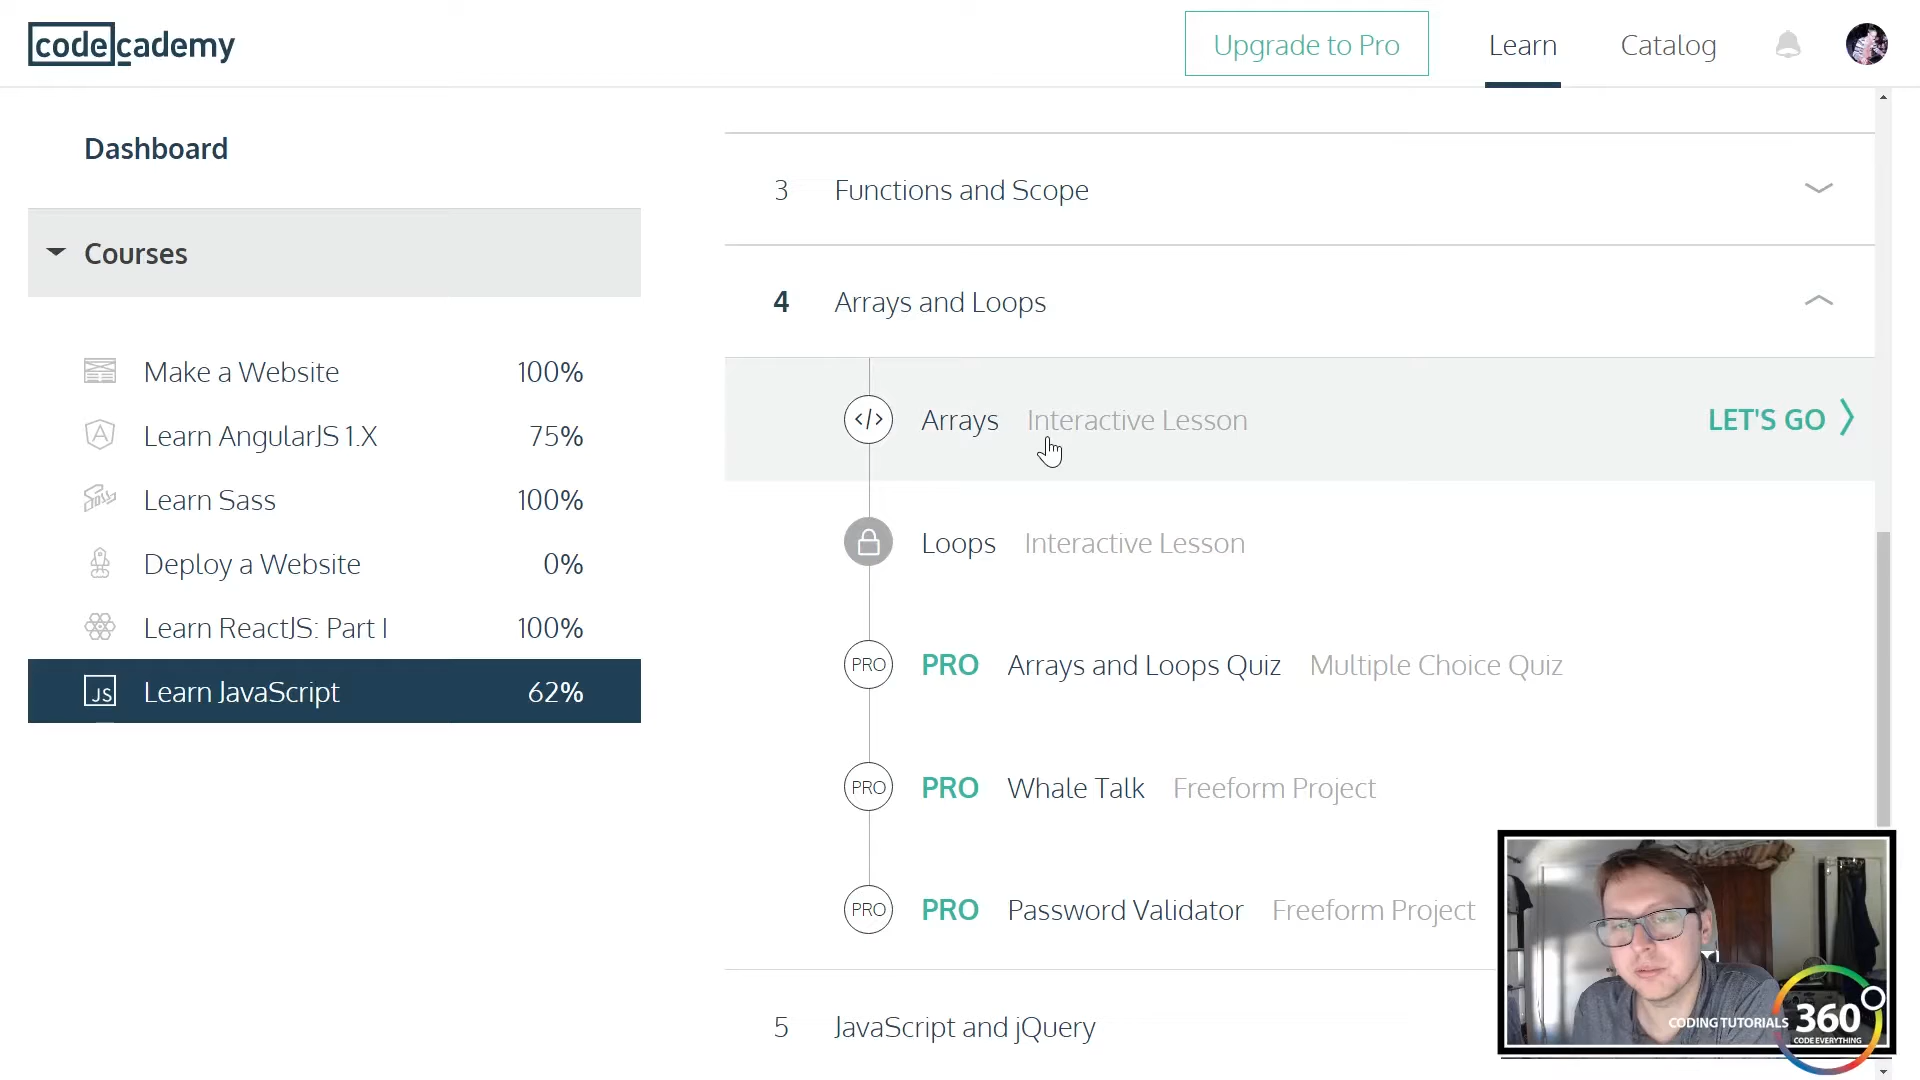 codecademy
Upgrade to Pro
Learn
Catalog
Dashboard
Courses
Make a Website 100%
Learn AngularJS 1.X 75%
Learn Sass 100%
Deploy a Website 0%
Learn ReactJS: Part I 100%
JS Learn JavaScript 62%
3 Functions and Scope
4 Arrays and Loops
</> Arrays Interactive Lesson LET'S GO
Loops Interactive Lesson
PRO PRO Arrays and Loops Quiz Multiple Choice Quiz
PRO PRO Whale Talk Freeform Project
PRO PRO Password Validator Freeform Project
5 JavaScript and jQuery
CODING TUTORIALS 360
CODE EVERYTHING